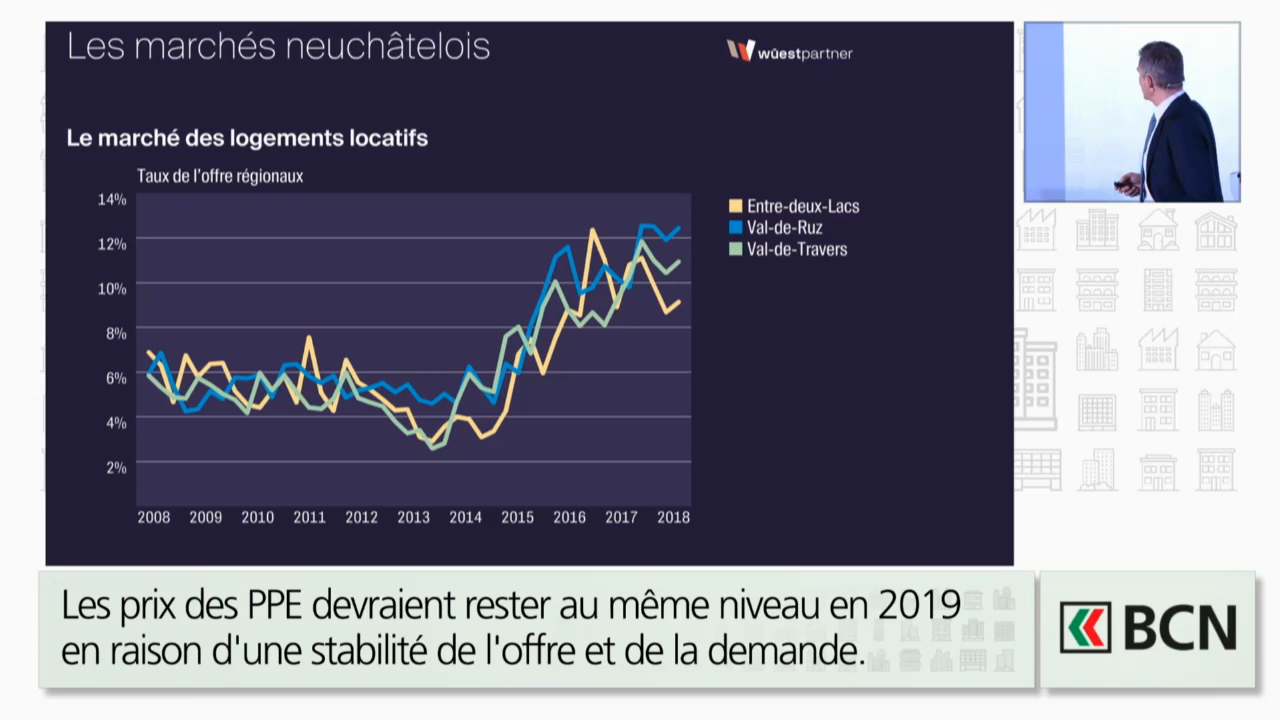 Les marchés neuchâtelois
wüestpartner
Le marché des logements locatifs
Taux de l'offre régionaux
14%
12%
10%
8%
6%
4%
2%
2008 2009 2010 2011 2012 2013 2014 2015 2016 2017 2018
Entre-deux-Lacs
Val-de-Ruz
Val-de-Travers
Les prix des PPE devraient rester au même niveau en 2019
en raison d'une stabilité de l'offre et de la demande.
BCN